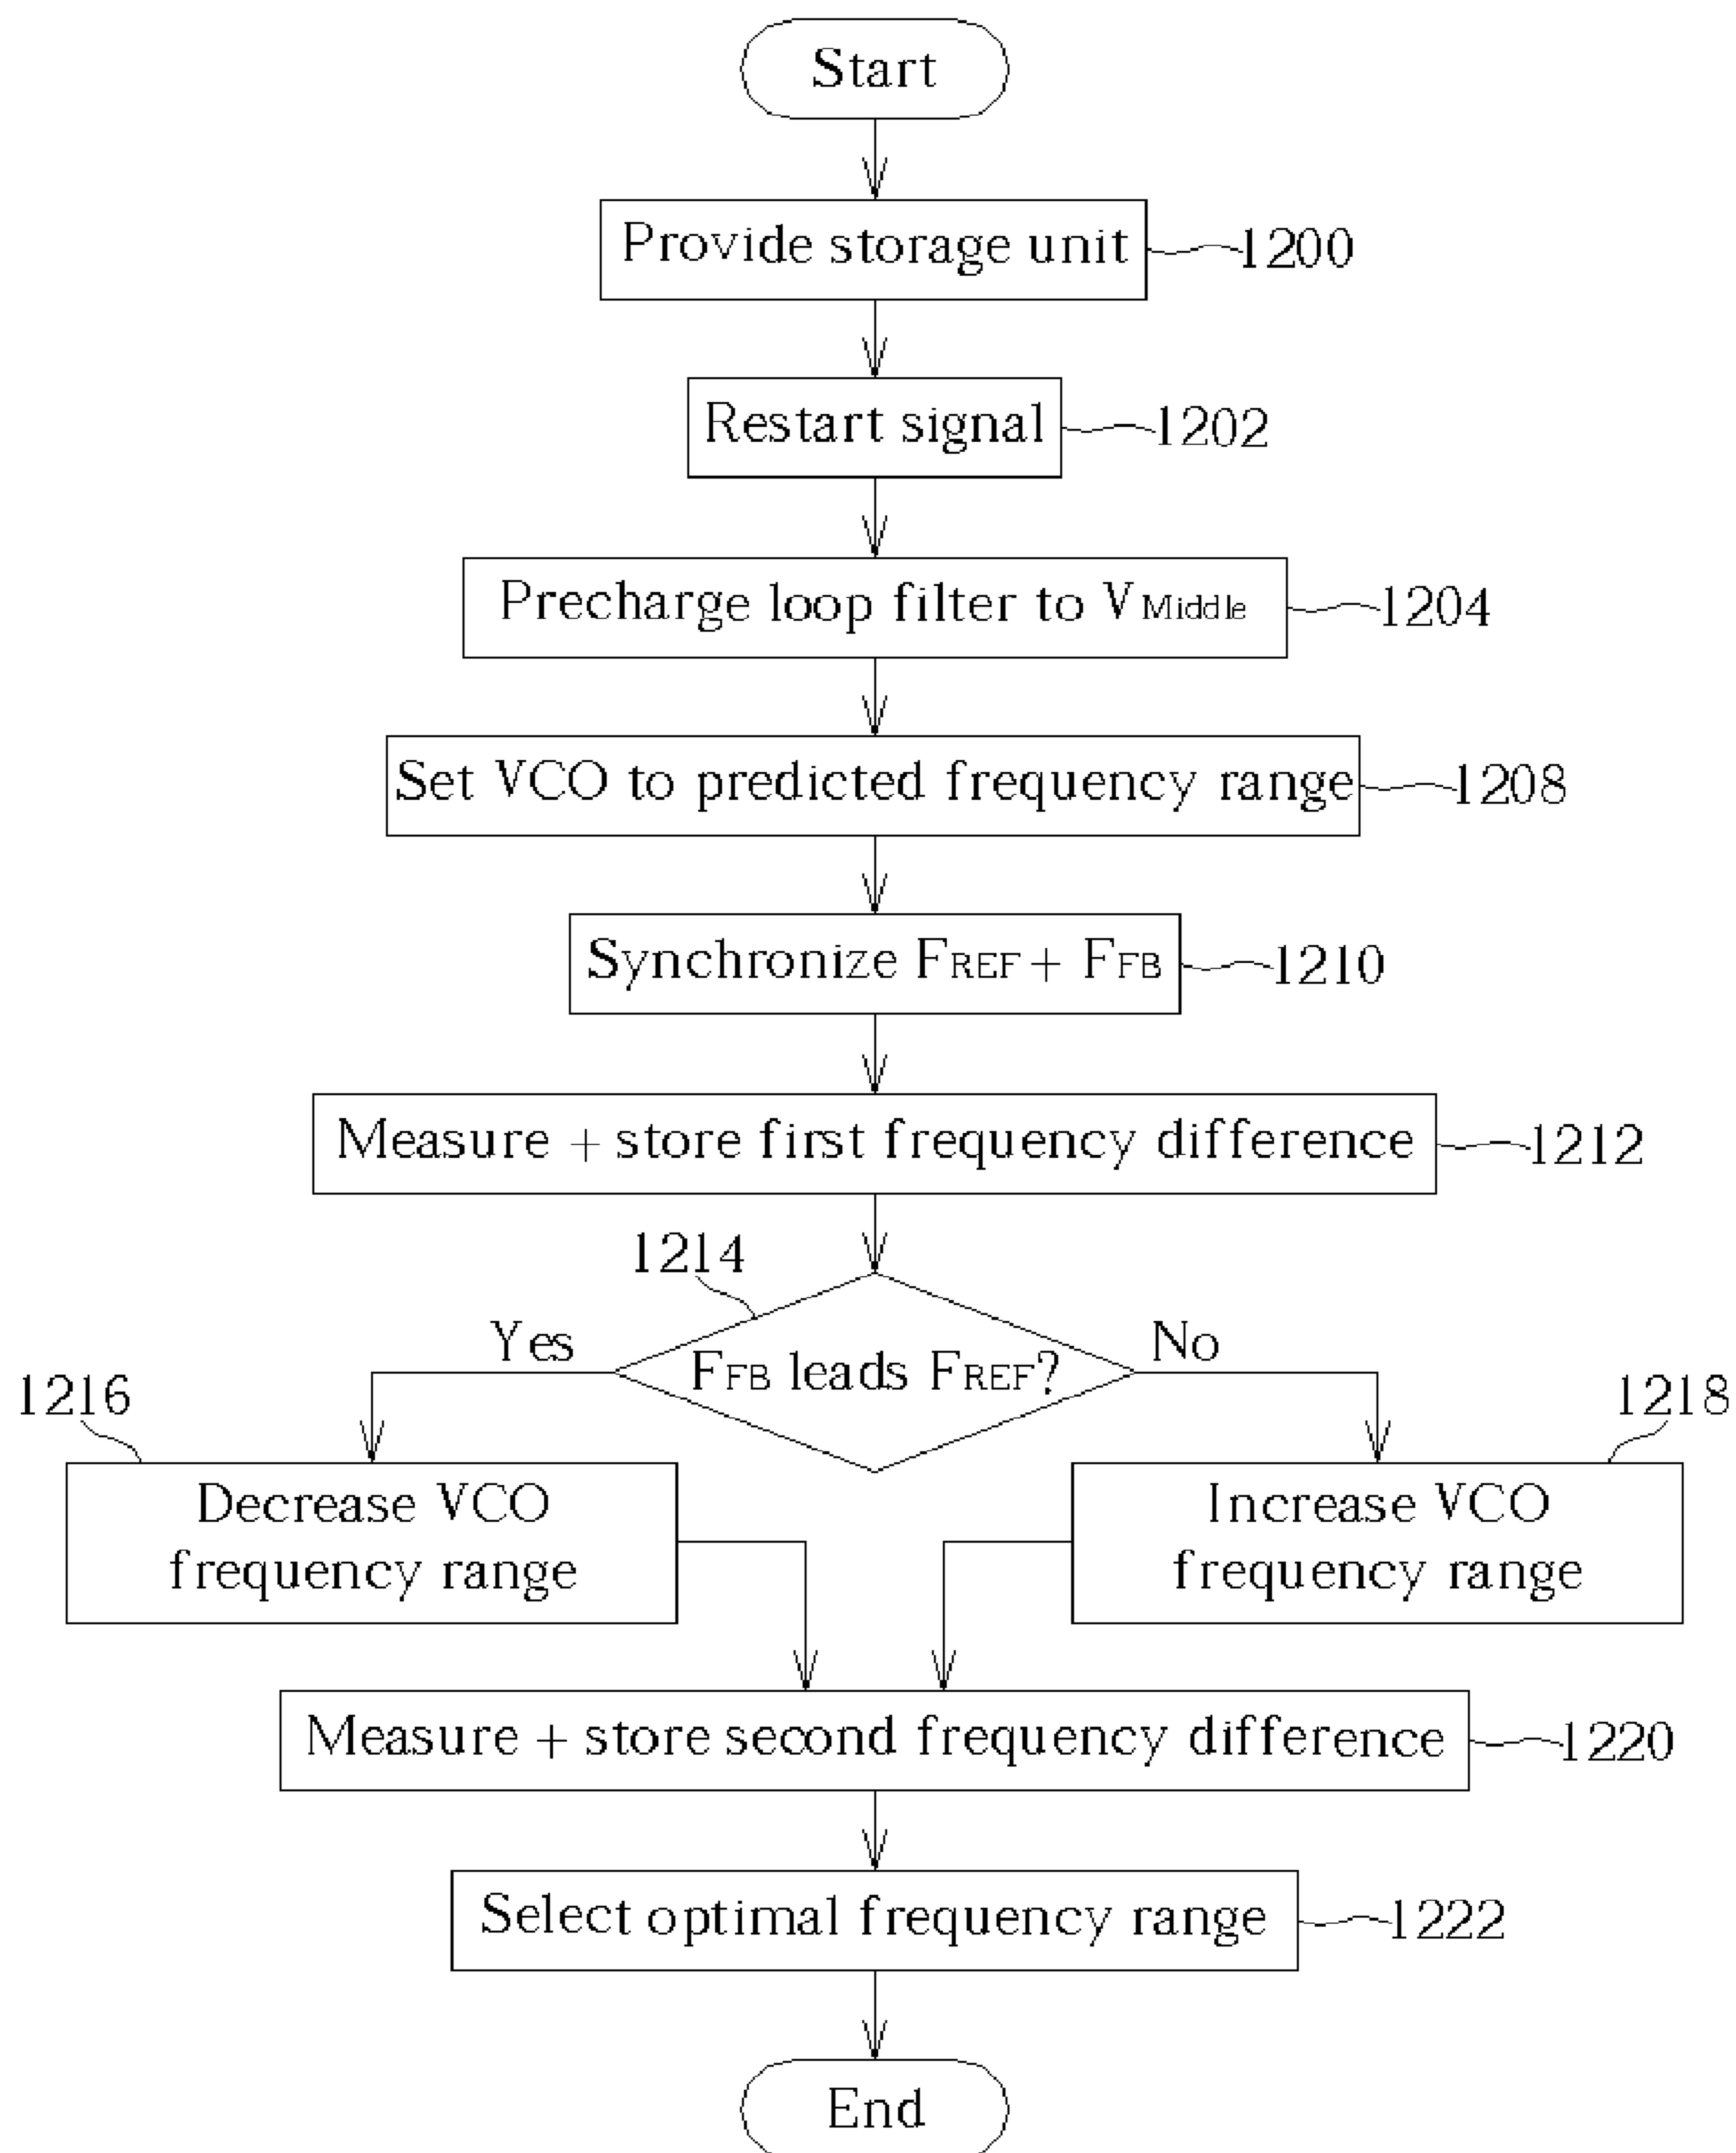 Start
Provide storage unit 1200
Restart signal 1202
Precharge loop filter to VMiddle 1204
Set VCO to predicted frequency range 1208
Synchronize FREF + FFB 1210
Measure + store first frequency difference 1212
1214
Yes
FFB leads FREF?
No
1216
Decrease VCO
frequency range
1218
Increase VCO
frequency range
Measure + store second frequency difference 1220
Select optimal frequency range 1222
End